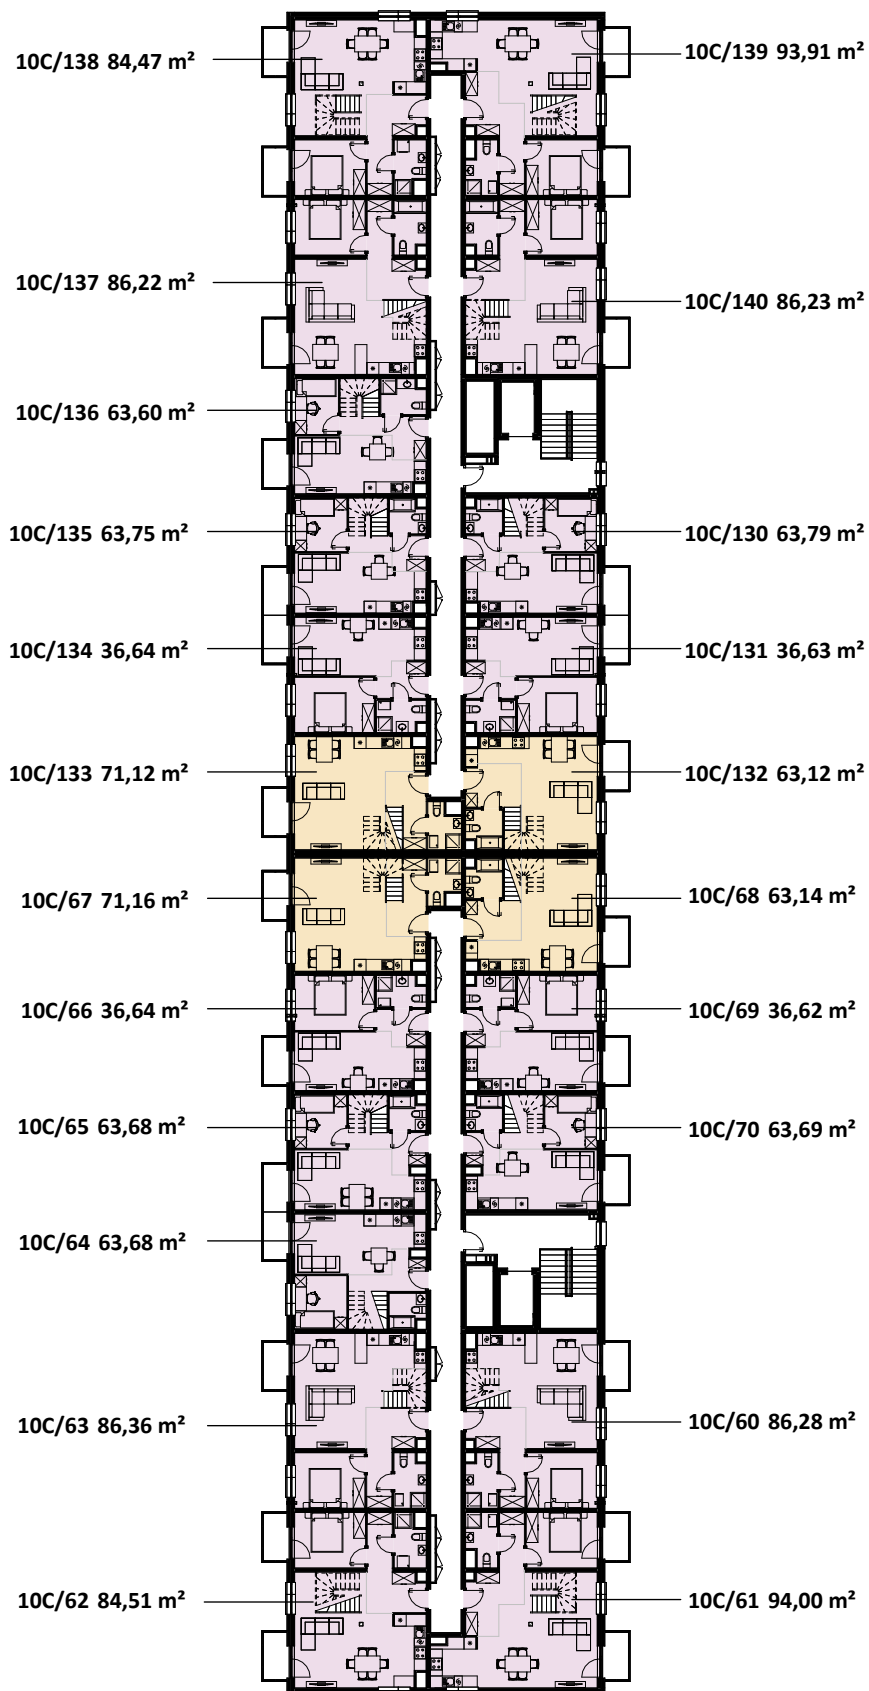 10C/138 84,47 m²
10C/139 93,91 m²
10C/137 86,22 m²
10C/140 86,23 m²
10C/136 63,60 m²
10C/135 63,75 m²
10C/130 63,79 m²
10C/134 36,64 m²
10C/131 36,63 m²
10C/133 71,12 m²
10C/132 63,12 m²
10C/67 71,16 m²
10C/68 63,14 m²
10C/66 36,64 m²
10C/69 36,62 m²
10C/65 63,68 m²
10C/70 63,69 m²
10C/64 63,68 m²
10C/63 86,36 m²
10C/60 86,28 m²
10C/62 84,51 m²
10C/61 94,00 m²